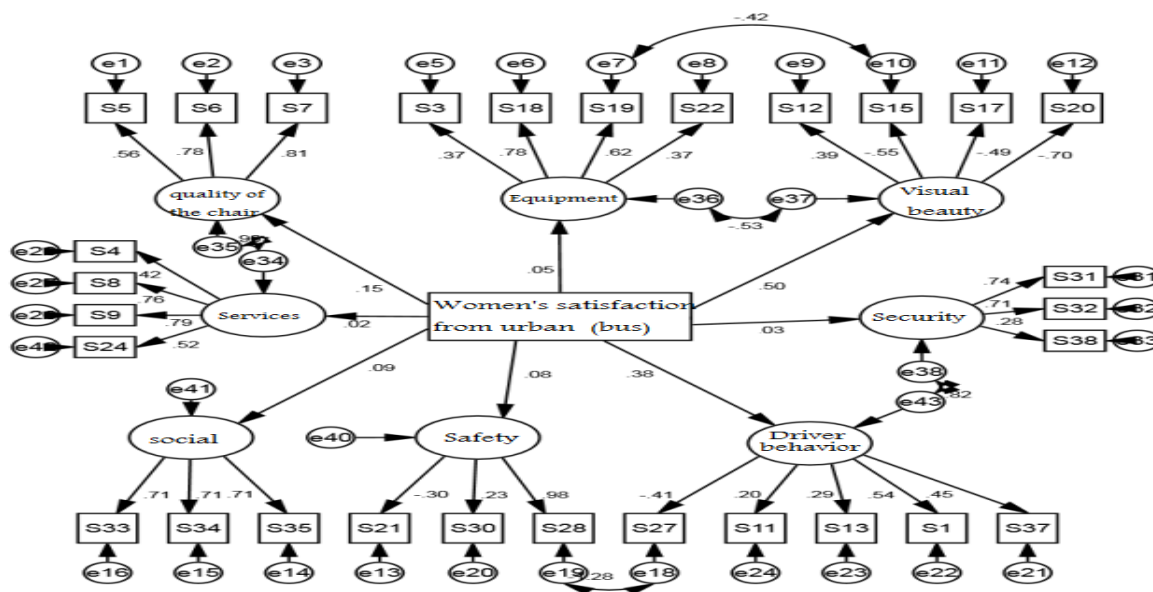 -.42
e1 e2 e3 e5 e6 e7 e8 e9 e10 e11 e12
S5 S6 S7 S3 S18 S19 S22 S12 S15 S17 S20
.56 .78 .81 .37 .78 .62 .37 .39 -.55 -.49 -.70
quality of
the chair
Equipment
e36 e37
-.53
Visual
beauty
e35
e34
S4
S8
S9
S24
42
.76
.79
.52
Services
.15
.02
.05
.50
03
Women's satisfaction
from urban (bus)
Security
.74
.71
.28
S31
S32
S38
e38
e43
82
.09
.08
.38
e41
social
e40
Safety
Driver
behavior
.71 .71 .71 -.30 .23 .98 -.41 .20 .29 .54 .45
S33 S34 S35 S21 S30 S28 S27 S11 S13 S1 S37
e16 e15 e14 e13 e20 e19 e18 e24 e23 e22 e21